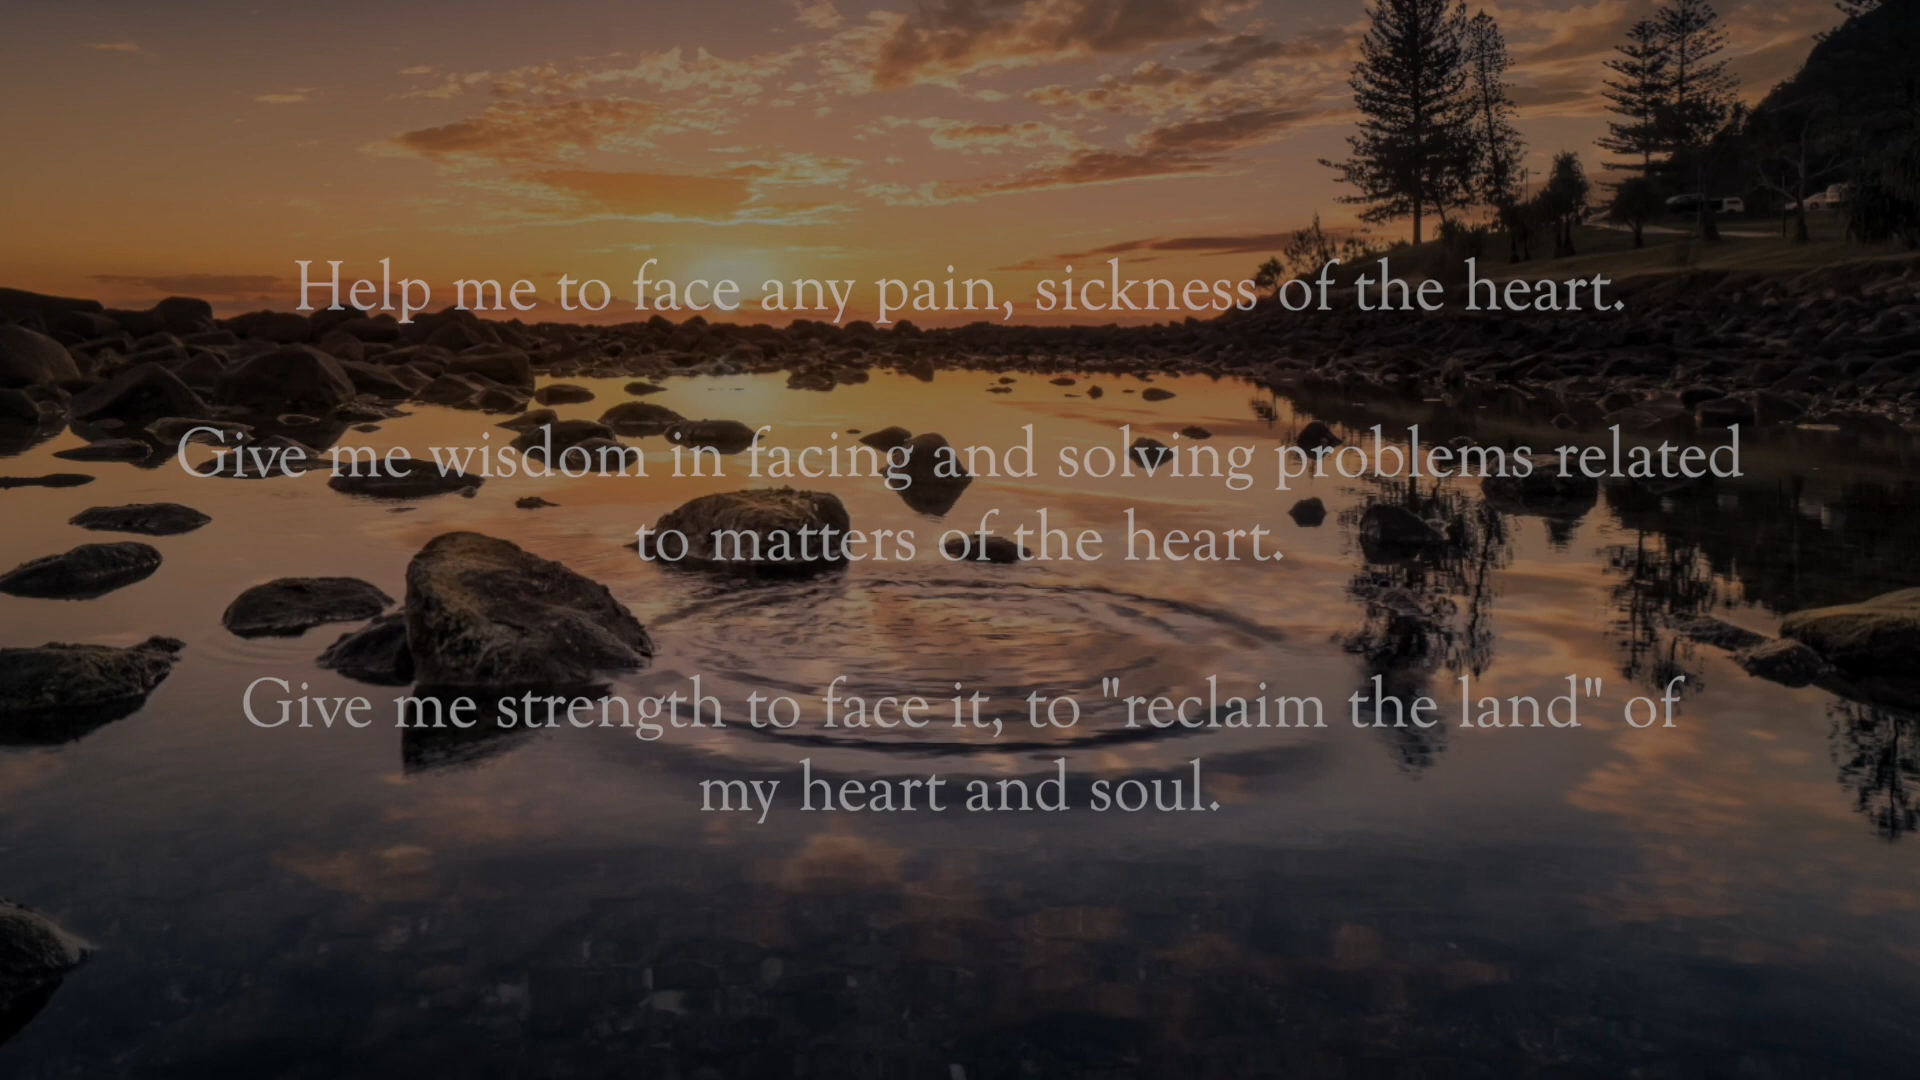 Help me to face any pain, sickness of the heart.
Give me wisdom in facing and solving problems related
to matters of the heart.
Give me strength to face it, to "reclaim the land" of
my heart and soul.